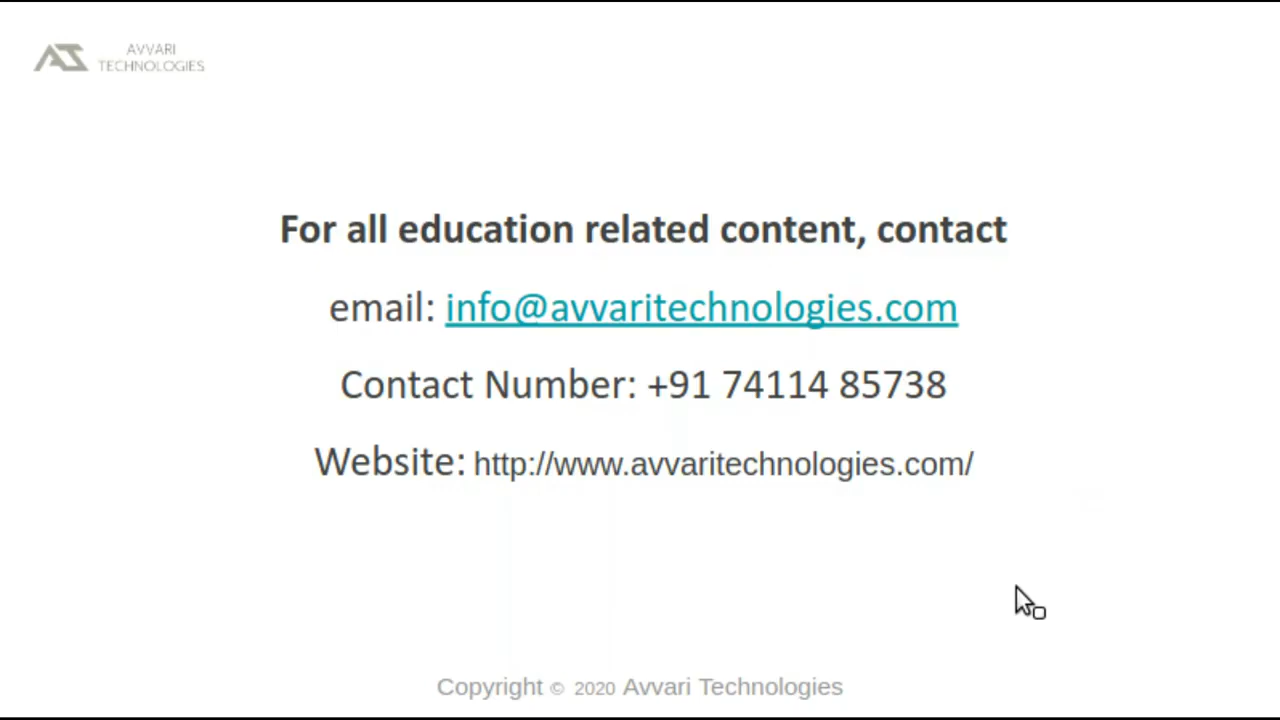 AVVARI
TECHNOLOGIES
For all education related content, contact
email: info@avvaritechnologies.com
Contact Number: +91 74114 85738
Website: http://www.avvaritechnologies.com/
Copyright © 2020 Avvari Technologies